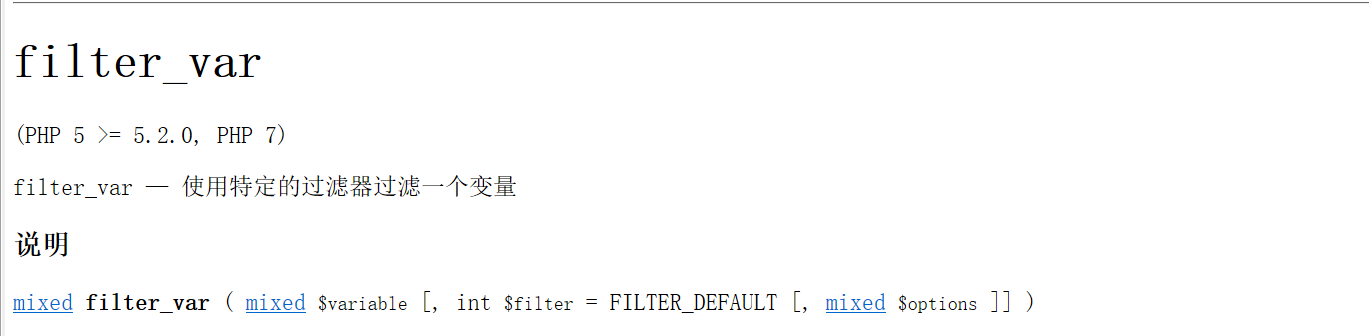 filter_var
(PHP 5 >= 5.2.0, PHP 7)
filter_var — 使用特定的过滤器过滤一个变量
说明
mixed filter_var ( mixed $variable [, int $filter = FILTER_DEFAULT [, mixed $options ]] )